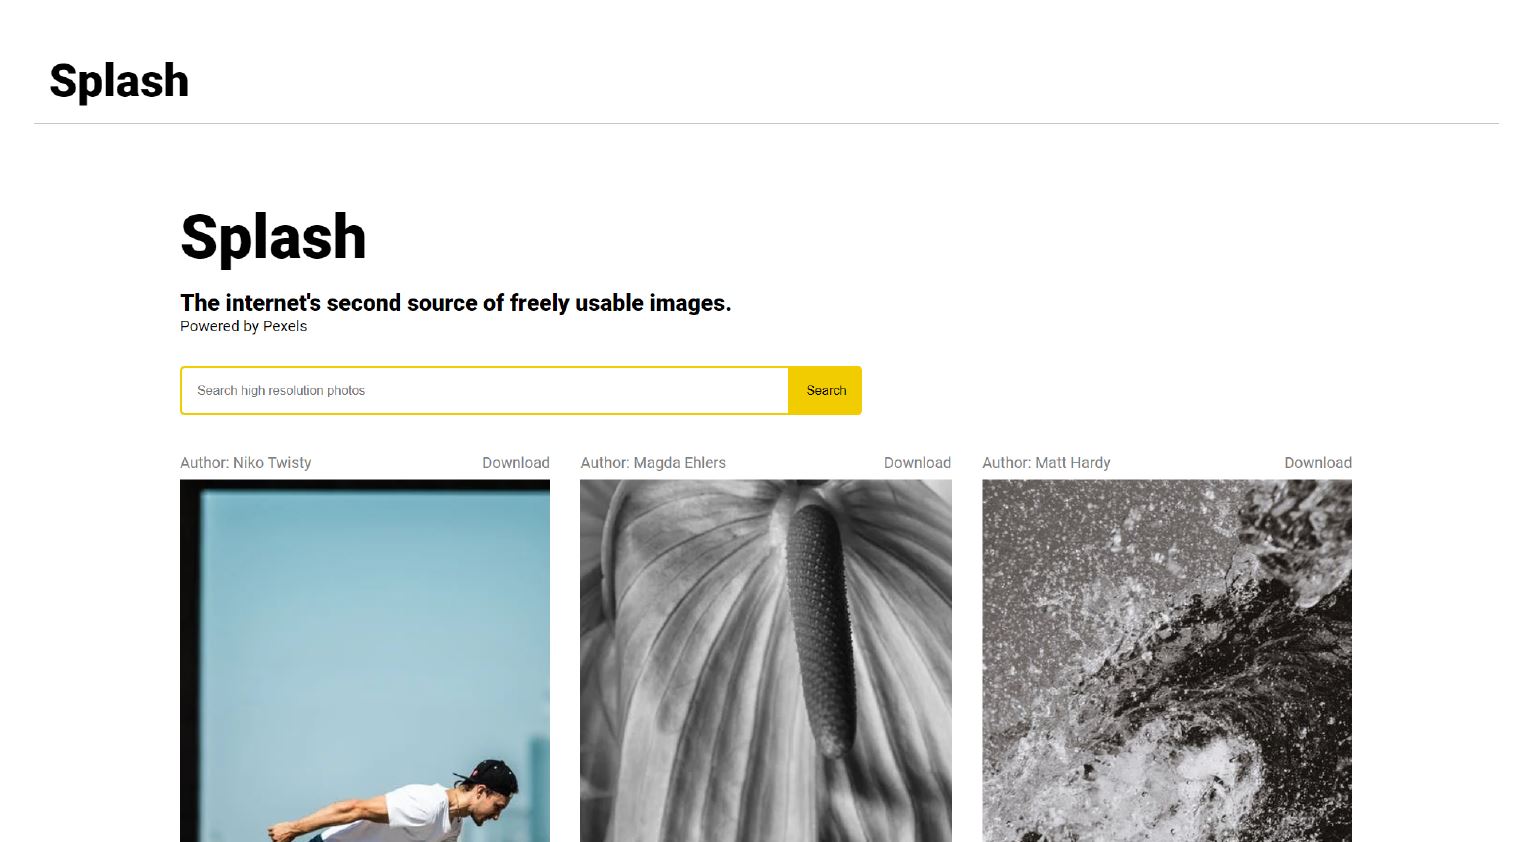 Splash
Splash
The internet's second source of freely usable images.
Powered by Pexels
Search high resolution photos Search
Author: Niko Twisty Download Author: Magda Ehlers Download Author: Matt Hardy Download